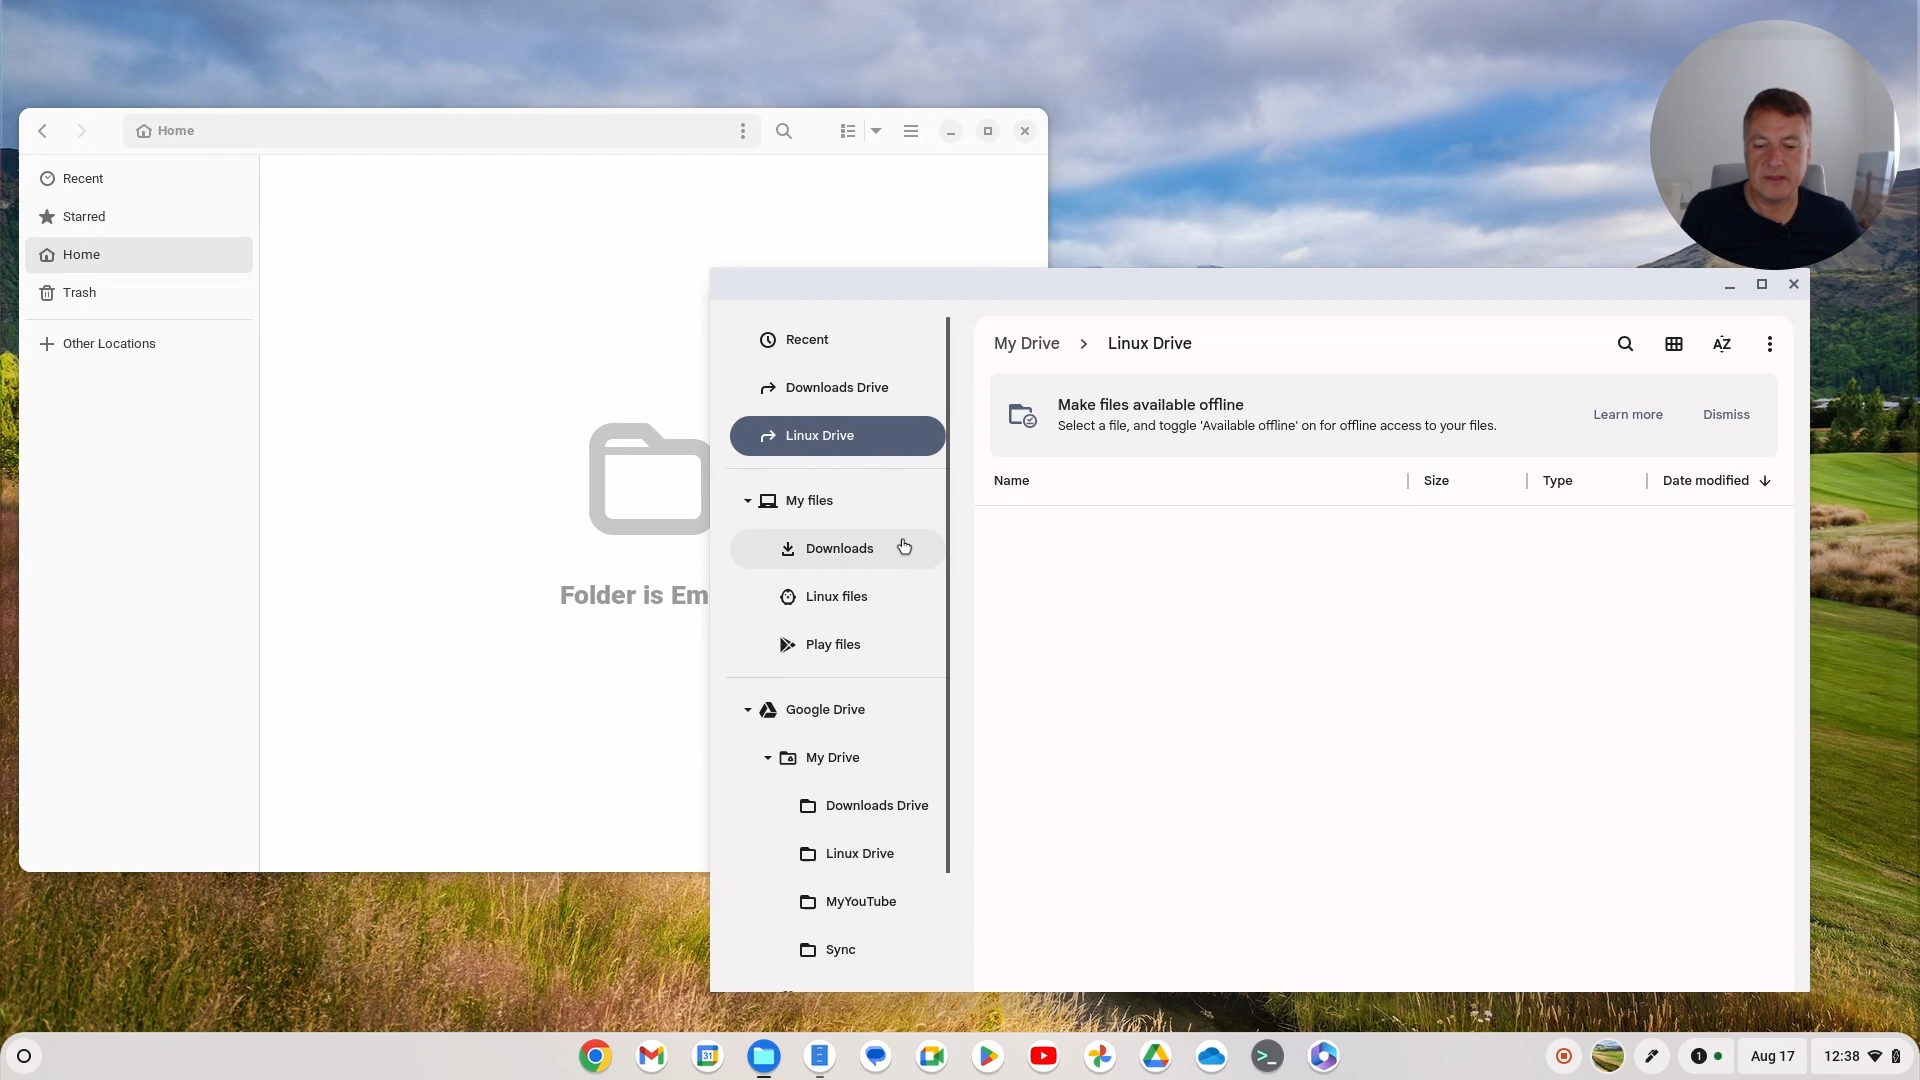 Home
Recent
Starred
Home
Trash
Other Locations
Folder is Em
Recent
Downloads Drive
Linux Drive
My files
Downloads
Linux files
Play files
Google Drive
My Drive
Downloads Drive
Linux Drive
MyYouTube
Sync
My Drive > Linux Drive
AZ
Make files available offline
Select a file, and toggle 'Available offline' on for offline access to your files.
Learn more
Dismiss
Name Size Type Date modified
31
1
Aug 17
12:38